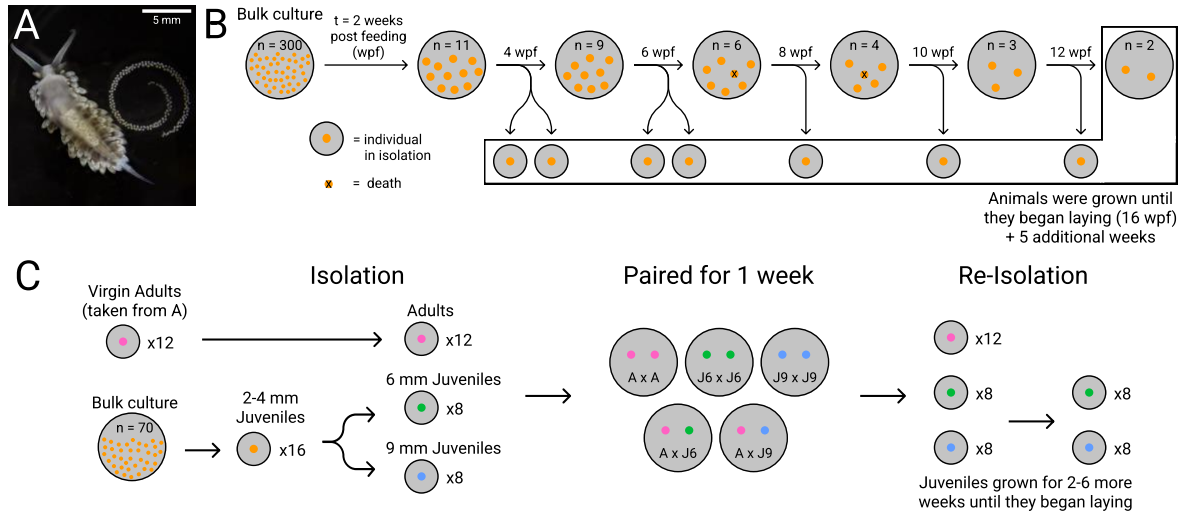 A
5 mm
B
Bulk culture
n = 300
t = 2 weeks
post feeding
(wpf)
n = 11
4 wpf
n = 9
6 wpf
n = 6
x
8 wpf
n = 4
x
10 wpf
n = 3
12 wpf
n = 2
= individual
in isolation
x
= death
Animals were grown until
they began laying (16 wpf)
+ 5 additional weeks
C
Isolation
Paired for 1 week
Re-Isolation
Virgin Adults
(taken from A)
x12
Adults
x12
Bulk culture
n = 70
2-4 mm
Juveniles
x16
6 mm Juveniles
x8
9 mm Juveniles
x8
A x A
J6 x J6
J9 x J9
A x J6
A x J9
x12
x8
x8
x8
x8
Juveniles grown for 2-6 more
weeks until they began laying